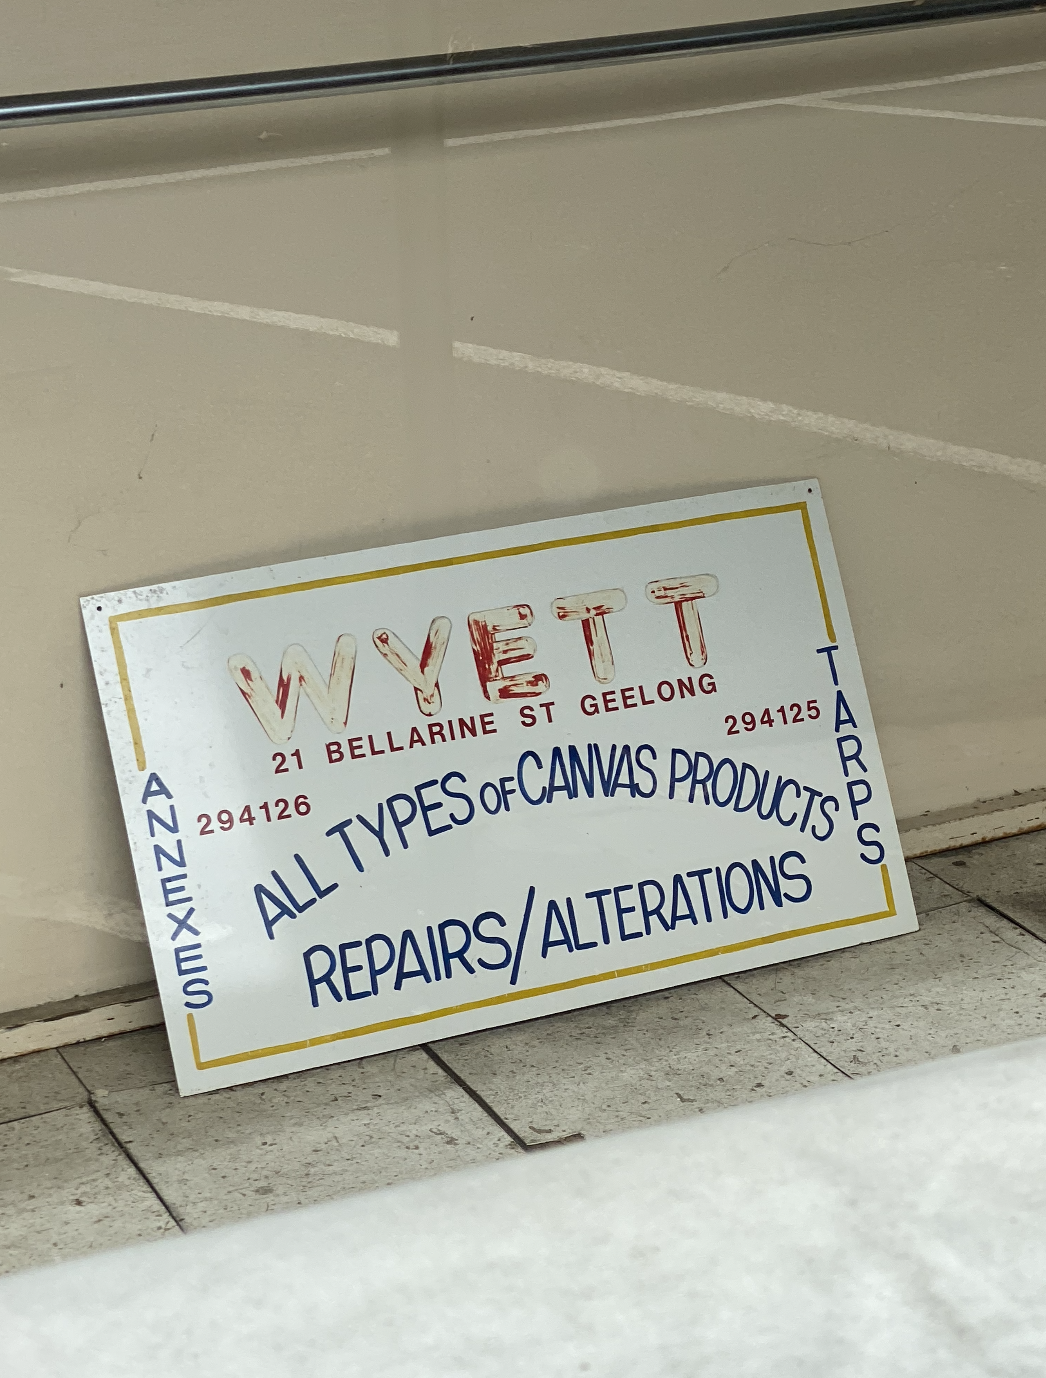 WYETT
21 BELLARINE ST GEELONG
294125
294126
ALL TYPES OF CANVAS PRODUCTS
REPAIRS/ALTERATIONS
ANNEXES
TARPS